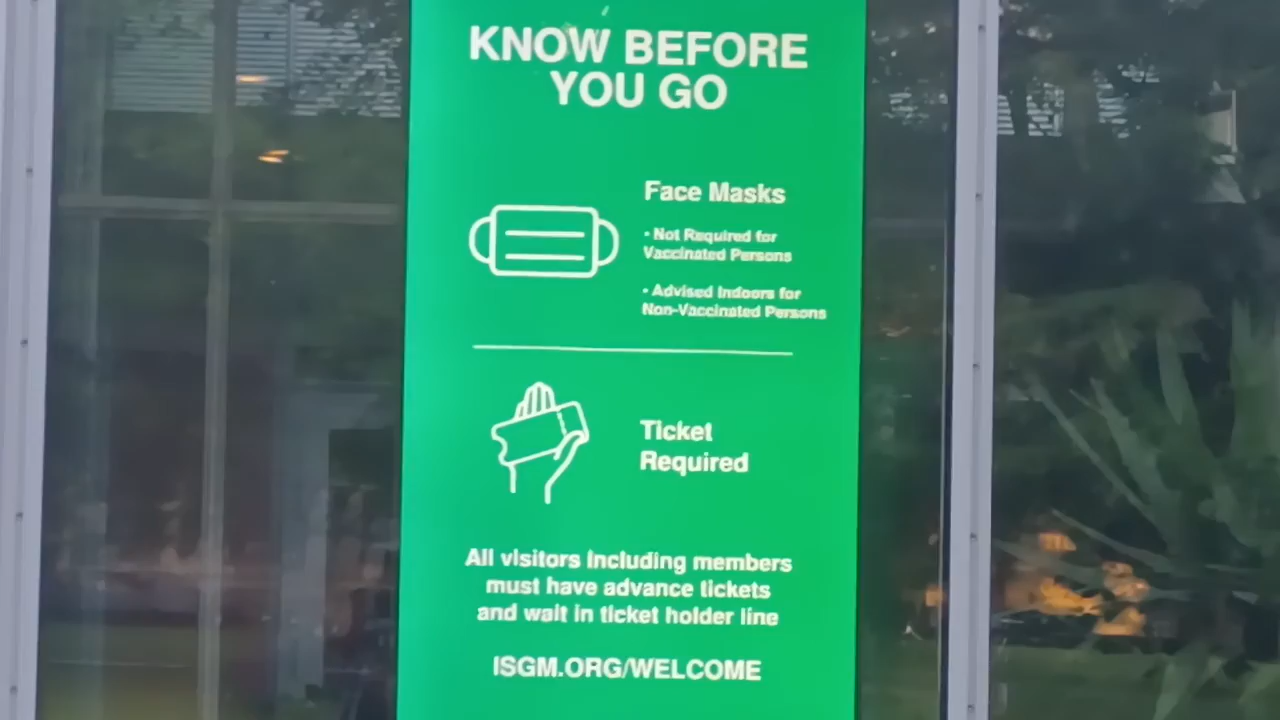 KNOW BEFORE
YOU GO
Face Masks
• Not Required for
Vaccinated Persons
• Advised Indoors for
Non-Vaccinated Persons
Ticket
Required
All visitors including members
must have advance tickets
and wait in ticket holder line
ISGM.ORG/WELCOME